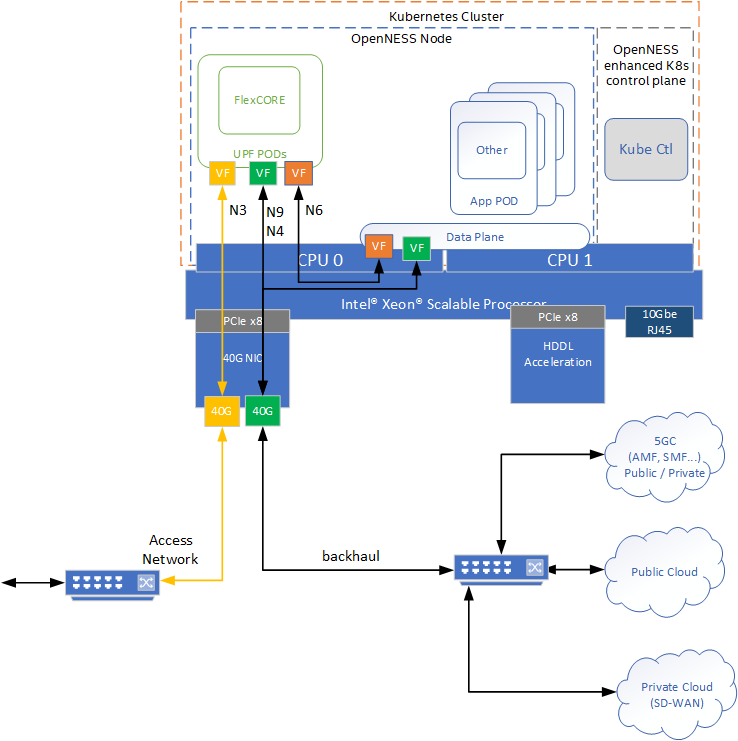 Kubernetes Cluster
OpenNESS Node
OpenNESS
enhanced K8s
control plane
FlexCORE
UPF PODs
VF
VF
VF
N3
N9
N4
N6
Other
App POD
Kube Ctl
Data Plane
VF
VF
CPU 0
CPU 1
Intel® Xeon® Scalable Processor
PCIe x8
40G NIC
40G
40G
PCIe x8
HDDL
Acceleration
10Gbe
RJ45
5GC
(AMF, SMF...)
Public / Private
Access
Network
backhaul
Public Cloud
Private Cloud
(SD-WAN)